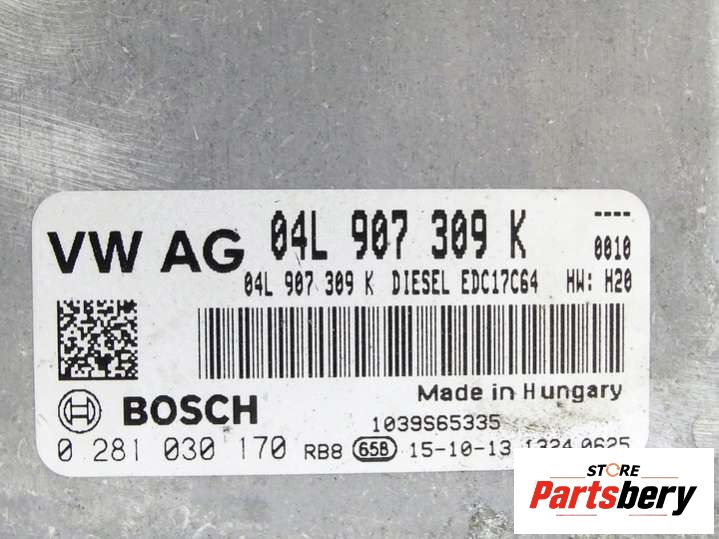 VW AG 04L 907 309 K ----
0010
04L 907 309 K DIESEL EDC17C64 HW: H20
Made in Hungary
BOSCH 1039S65335
0 281 030 170 RB8 65B 15-10-13 1324 0625
STORE
Partsbery